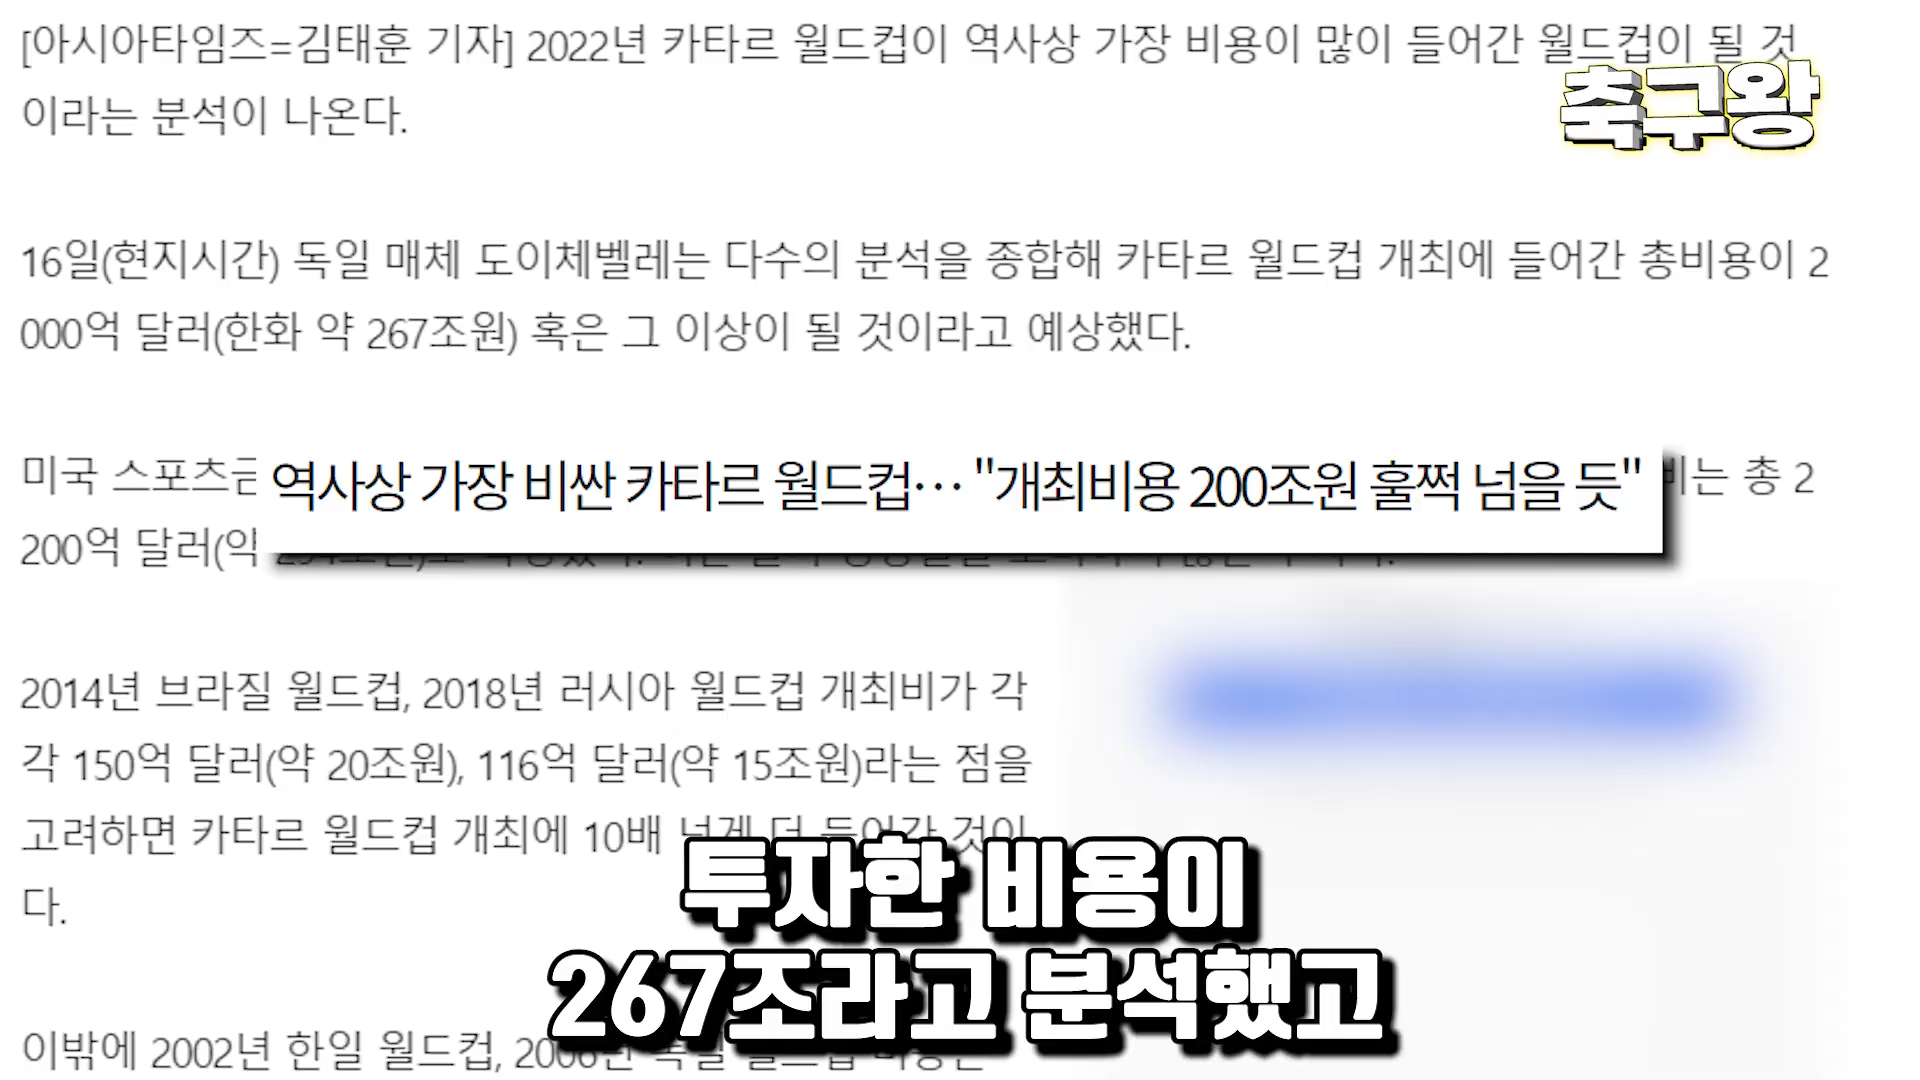 [아시아타임즈=김태훈 기자] 2022년 카타르 월드컵이 역사상 가장 비용이 많이 들어간 월드컵이 될 것
이라는 분석이 나온다.
축구왕
16일(현지시간) 독일 매체 도이체벨레는 다수의 분석을 종합해 카타르 월드컵 개최에 들어간 총비용이 2
000억 달러(한화 약 267조원) 혹은 그 이상이 될 것이라고 예상했다.
미국 스포츠 비는 총 2
역사상 가장 비싼 카타르 월드컵… "개최비용 200조원 훌쩍 넘을 듯"
200억 달러(약
2014년 브라질 월드컵, 2018년 러시아 월드컵 개최비가 각
각 150억 달러(약 20조원), 116억 달러(약 15조원)라는 점을
고려하면 카타르 월드컵 개최에 10배
다.
투자한 비용이
267조라고 분석했고
이밖에 2002년 한일 월드컵,